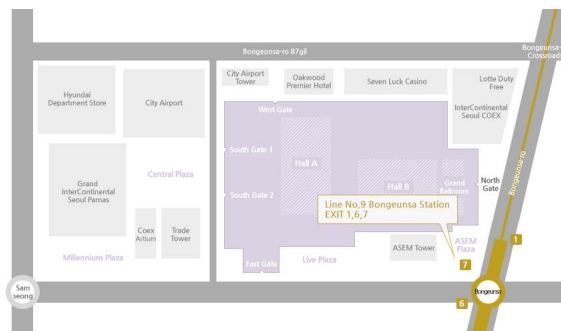 Bongeunsa-ro 87gil
Bongeunsa-
Crossroads
Hyundai
Department Store
City Airport
City Airport
Tower
Oakwood
Premier Hotel
Seven Luck Casino
Lotte Duty
Free
InterContinental
Seoul COEX
West Gate
South Gate 1
Hall A
Bongeunsa-ro
Grand
InterContinental
Seoul Parnas
Central Plaza
South Gate 2
Hall B
Grand
Ballroom
North
Gate
Line No,9 Bongeunsa Station
EXIT 1,6,7
Coex
Artium
Trade
Tower
Millennium Plaza
Live Plaza
ASEM Tower
ASEM
Plaza
1
East Gate
7
Sam
seong
Bongeunsa
6